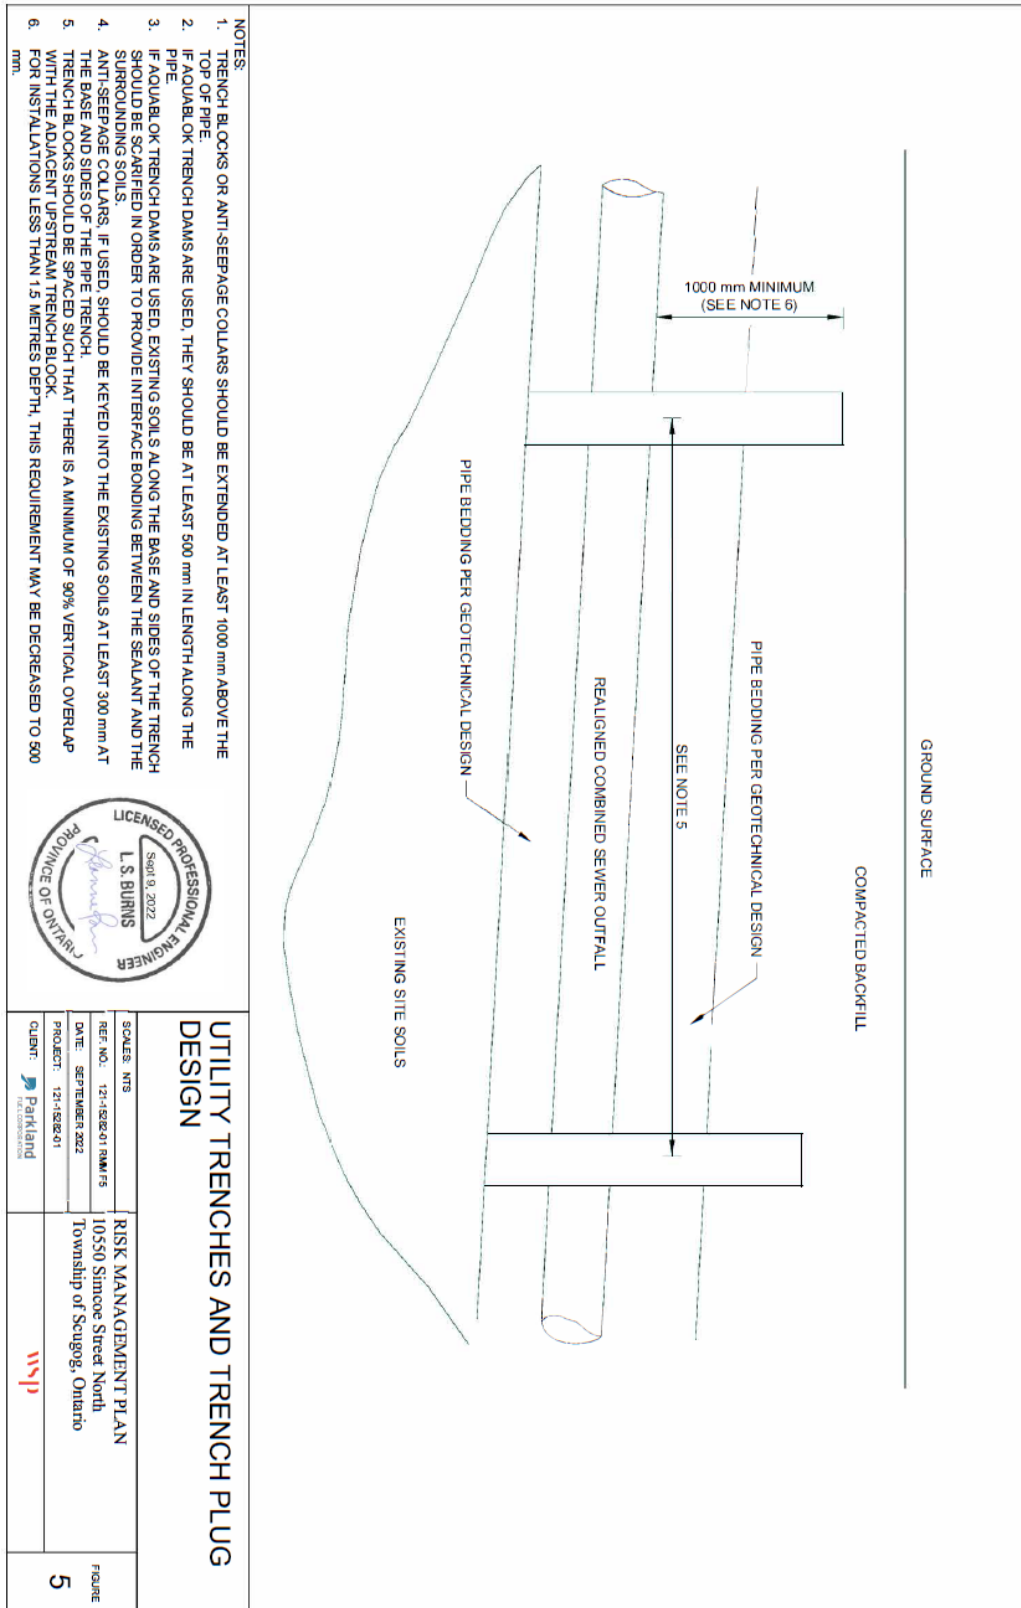 GROUND SURFACE
COMPACTED BACKFILL
1000 mm MINIMUM
(SEE NOTE 6)
PIPE BEDDING PER GEOTECHNICAL DESIGN
SEE NOTE 5
REALIGNED COMBINED SEWER OUTFALL
PIPE BEDDING PER GEOTECHNICAL DESIGN
EXISTING SITE SOILS
NOTES:
1. TRENCH BLOCKS OR ANTI-SEEPAGE COLLARS SHOULD BE EXTENDED AT LEAST 1000 mm ABOVE THE
TOP OF PIPE.
2. IF AQUABLOK TRENCH DAMS ARE USED, THEY SHOULD BE AT LEAST 500 mm IN LENGTH ALONG THE
PIPE.
3. IF AQUABLOK TRENCH DAMS ARE USED, EXISTING SOILS ALONG THE BASE AND SIDES OF THE TRENCH
SHOULD BE SCARIFIED IN ORDER TO PROVIDE INTERFACE BONDING BETWEEN THE SEALANT AND THE
SURROUNDING SOILS.
4. ANTI-SEEPAGE COLLARS, IF USED, SHOULD BE KEYED INTO THE EXISTING SOILS AT LEAST 300 mm AT
THE BASE AND SIDES OF THE PIPE TRENCH.
5. TRENCH BLOCKS SHOULD BE SPACED SUCH THAT THERE IS A MINIMUM OF 90% VERTICAL OVERLAP
WITH THE ADJACENT UPSTREAM TRENCH BLOCK.
6. FOR INSTALLATIONS LESS THAN 1.5 METRES DEPTH, THIS REQUIREMENT MAY BE DECREASED TO 500
mm.
LICENSED PROFESSIONAL ENGINEER
Sept 9, 2022
L. S. BURNS
PROVINCE OF ONTARIO
UTILITY TRENCHES AND TRENCH PLUG
DESIGN
SCALES: NTS
REF. NO.: 121-15282-01 RMM F5
DATE: SEPTEMBER 2022
PROJECT: 121-15282-01
CLIENT: Parkland
FUEL CORPORATION
RISK MANAGEMENT PLAN
10550 Simcoe Street North
Township of Scugog, Ontario
wsp
FIGURE
5